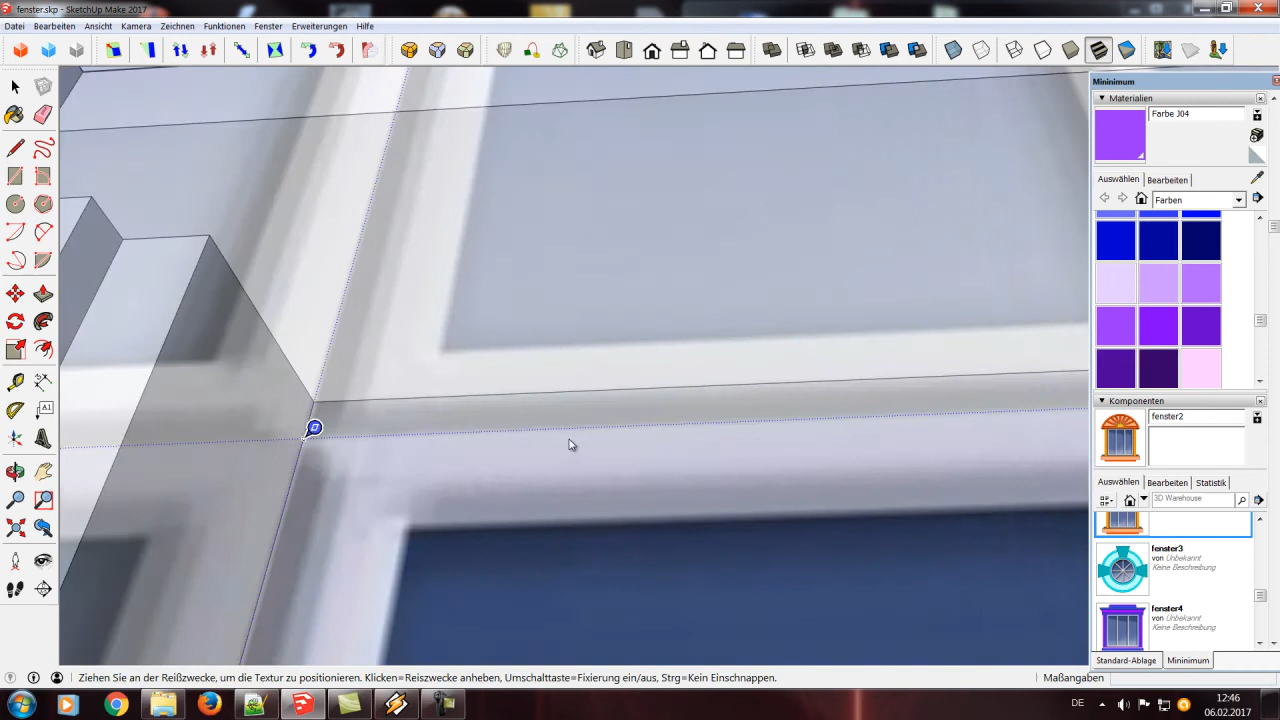 fenster.skp - SketchUp Make 2017
Datei Bearbeiten Ansicht Kamera Zeichnen Funktionen Fenster Erweiterungen Hilfe
Mininimum
Materialien
Farbe J04
Auswählen Bearbeiten
Farben
Komponenten
fenster2
Auswählen Bearbeiten Statistik
3D Warehouse
fenster3
von Unbekannt
Keine Beschreibung
fenster4
von Unbekannt
Keine Beschreibung
Standard-Ablage Mininimum
A1
Ziehen Sie an der Reißzwecke, um die Textur zu positionieren. Klicken=Reiszwecke anheben, Umschalttaste=Fixierung ein/aus, Strg=Kein Einschnappen.
Maßangaben
DE
12:46
06.02.2017